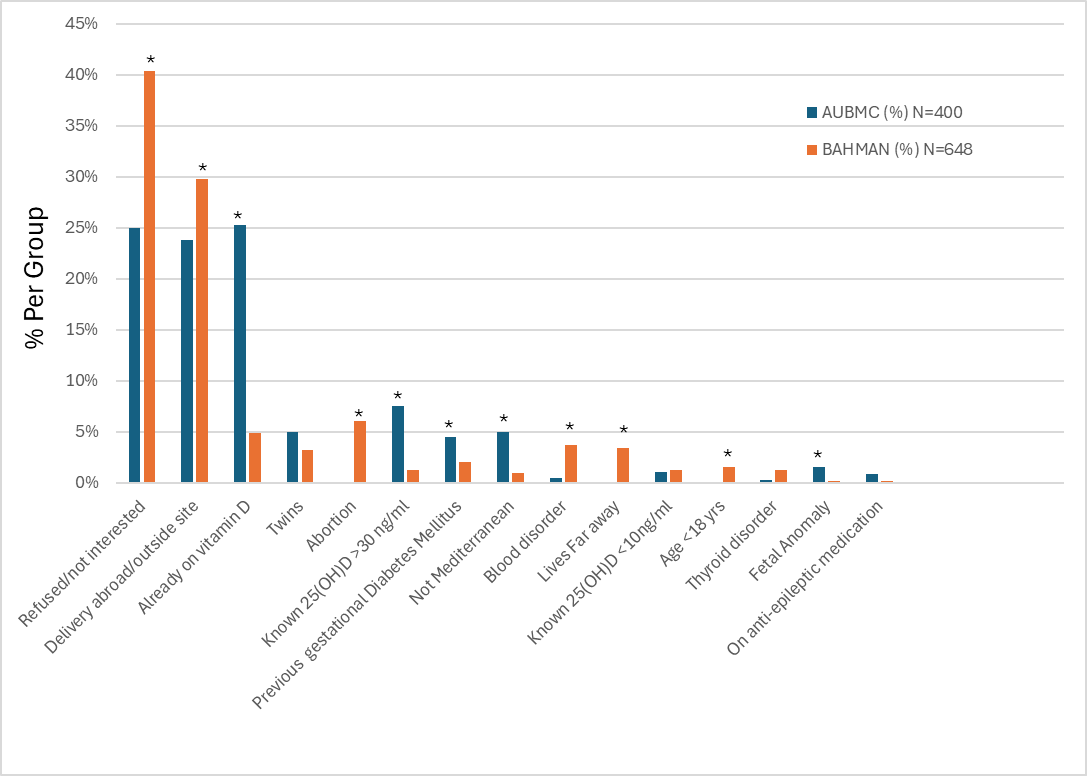 45%
40%
35%
30%
25%
20%
15%
10%
5%
0%
% Per Group
AUBMC (%) N=400
BAHMAN (%) N=648
*
*
*
*
*
*
*
*
*
*
*
Refused/not interested
Delivery abroad/outside site
Already on vitamin D
Twins
Abortion
Known 25(OH)D >30 ng/ml
Previous gestational Diabetes Mellitus
Not Mediterranean
Blood disorder
Lives Far away
Known 25(OH)D <10ng/ml
Age <18 yrs
Thyroid disorder
Fetal Anomaly
On anti-epileptic medication